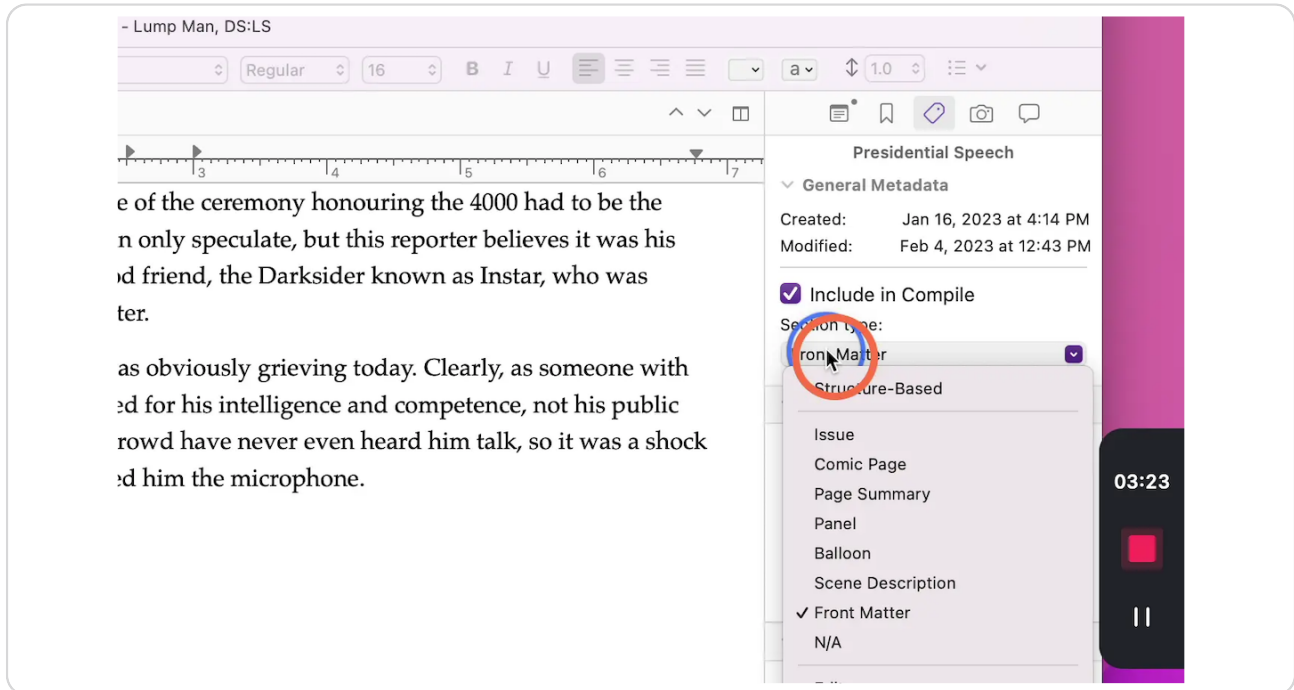 - Lump Man, DS:LS
Regular 16 B I U a 1.0
Presidential Speech
General Metadata
Created: Jan 16, 2023 at 4:14 PM
Modified: Feb 4, 2023 at 12:43 PM
Include in Compile
Section type:
Front Matter
Structure-Based
Issue
Comic Page
Page Summary
Panel
Balloon
Scene Description
Front Matter
N/A
3 4 5 6 7
e of the ceremony honouring the 4000 had to be the
n only speculate, but this reporter believes it was his
od friend, the Darksider known as Instar, who was
ter.
as obviously grieving today. Clearly, as someone with
ed for his intelligence and competence, not his public
rowd have never even heard him talk, so it was a shock
ed him the microphone.
03:23